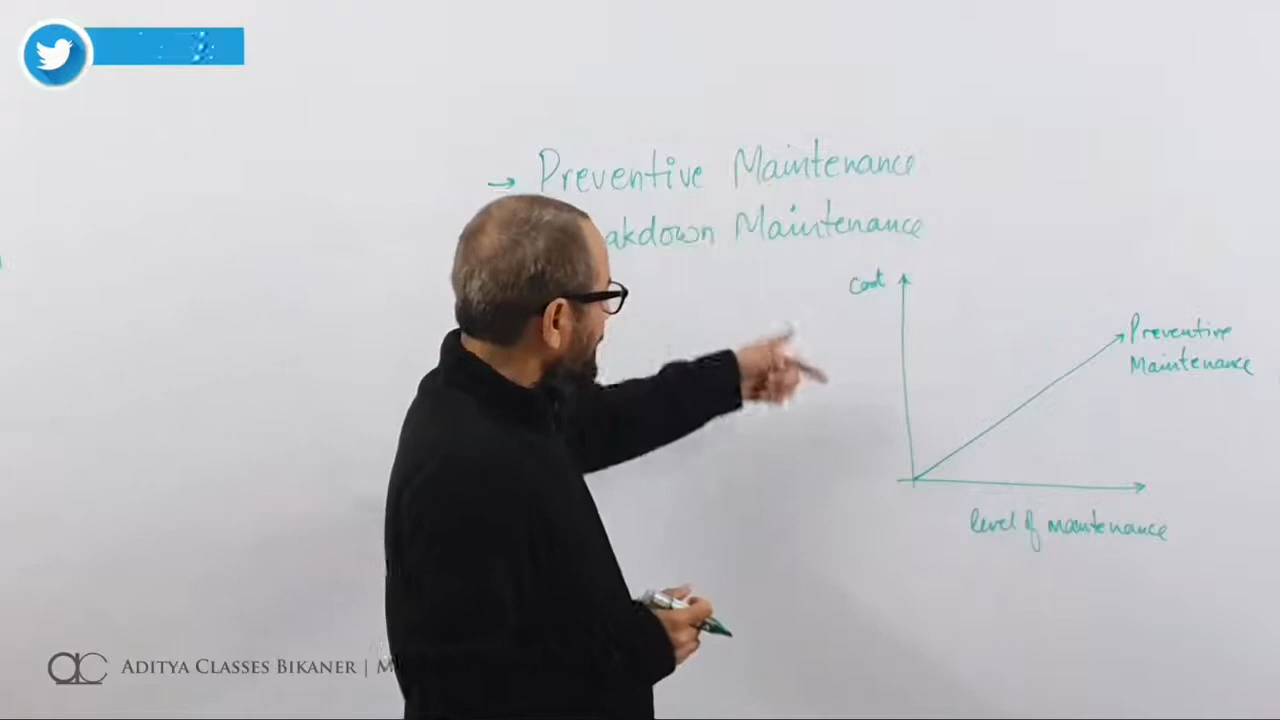 → Preventive Maintenance
akdown Maintenance
Cost
Preventive
Maintenance
level of maintenance
ADITYA CLASSES BIKANER | M